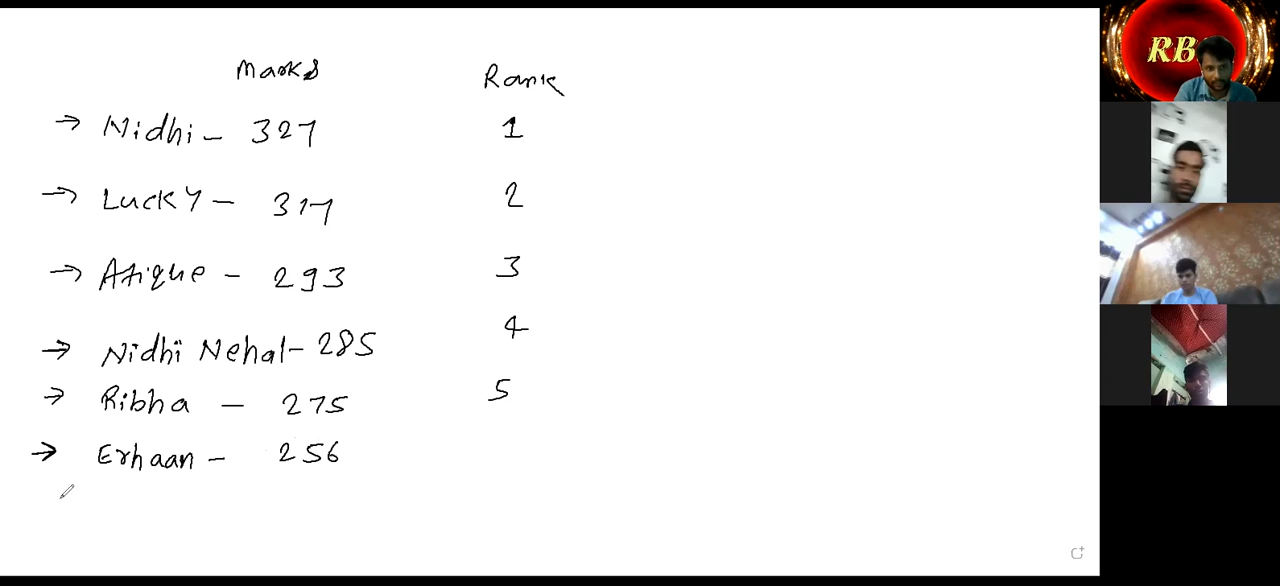 Marks Rank
→ Nidhi - 327 1
→ Lucky - 317 2
→ Atique - 293 3
→ Nidhi Nehal - 285 4
→ Ribha - 275 5
→ Erhaan - 256
RB